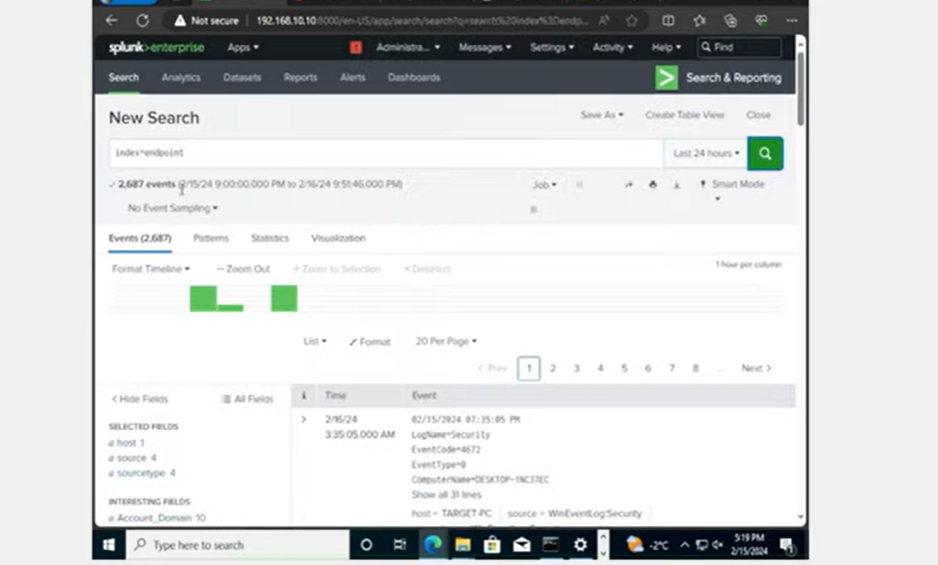 Not secure 192.168.10.10:8000/en-US/app/search/search?q=search%20index%3Dendp...
splunk>enterprise Apps Administra... Messages Settings Activity Help Find
Search Analytics Datasets Reports Alerts Dashboards Search & Reporting
New Search Save As Create Table View Close
index=endpoint Last 24 hours
2,687 events (2/15/24 9:00:00.000 PM to 2/16/24 9:51:46.000 PM) Job Smart Mode
No Event Sampling
Events (2,687) Patterns Statistics Visualization
Format Timeline – Zoom Out + Zoom to Selection × Deselect 1 hour per column
List Format 20 Per Page
< Prev 1 2 3 4 5 6 7 8 ... Next >
< Hide Fields All Fields i Time Event
SELECTED FIELDS
a host 1
a source 4
a sourcetype 4
INTERESTING FIELDS
a Account_Domain 10
> 2/16/24 02/15/2024 07:35:05 PM
3:35:05.000 AM LogName=Security
EventCode=4672
EventType=0
ComputerName=DESKTOP-1NC37EC
Show all 31 lines
host = TARGET-PC source = WinEventLog:Security
Type here to search -2°C 5:19 PM
2/15/2024 1